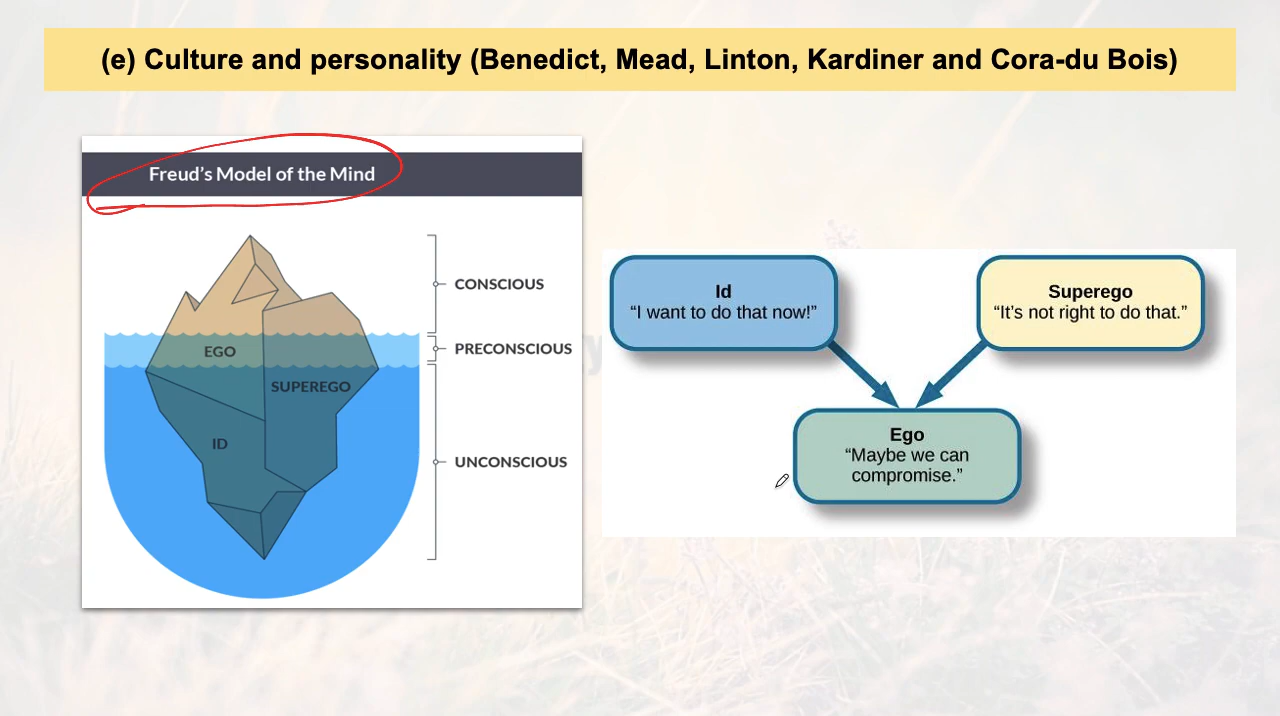 (e) Culture and personality (Benedict, Mead, Linton, Kardiner and Cora-du Bois)
Freud's Model of the Mind
CONSCIOUS
EGO
PRECONSCIOUS
SUPEREGO
ID
UNCONSCIOUS
Id
“I want to do that now!”
Superego
“It’s not right to do that.”
Ego
“Maybe we can
compromise.”